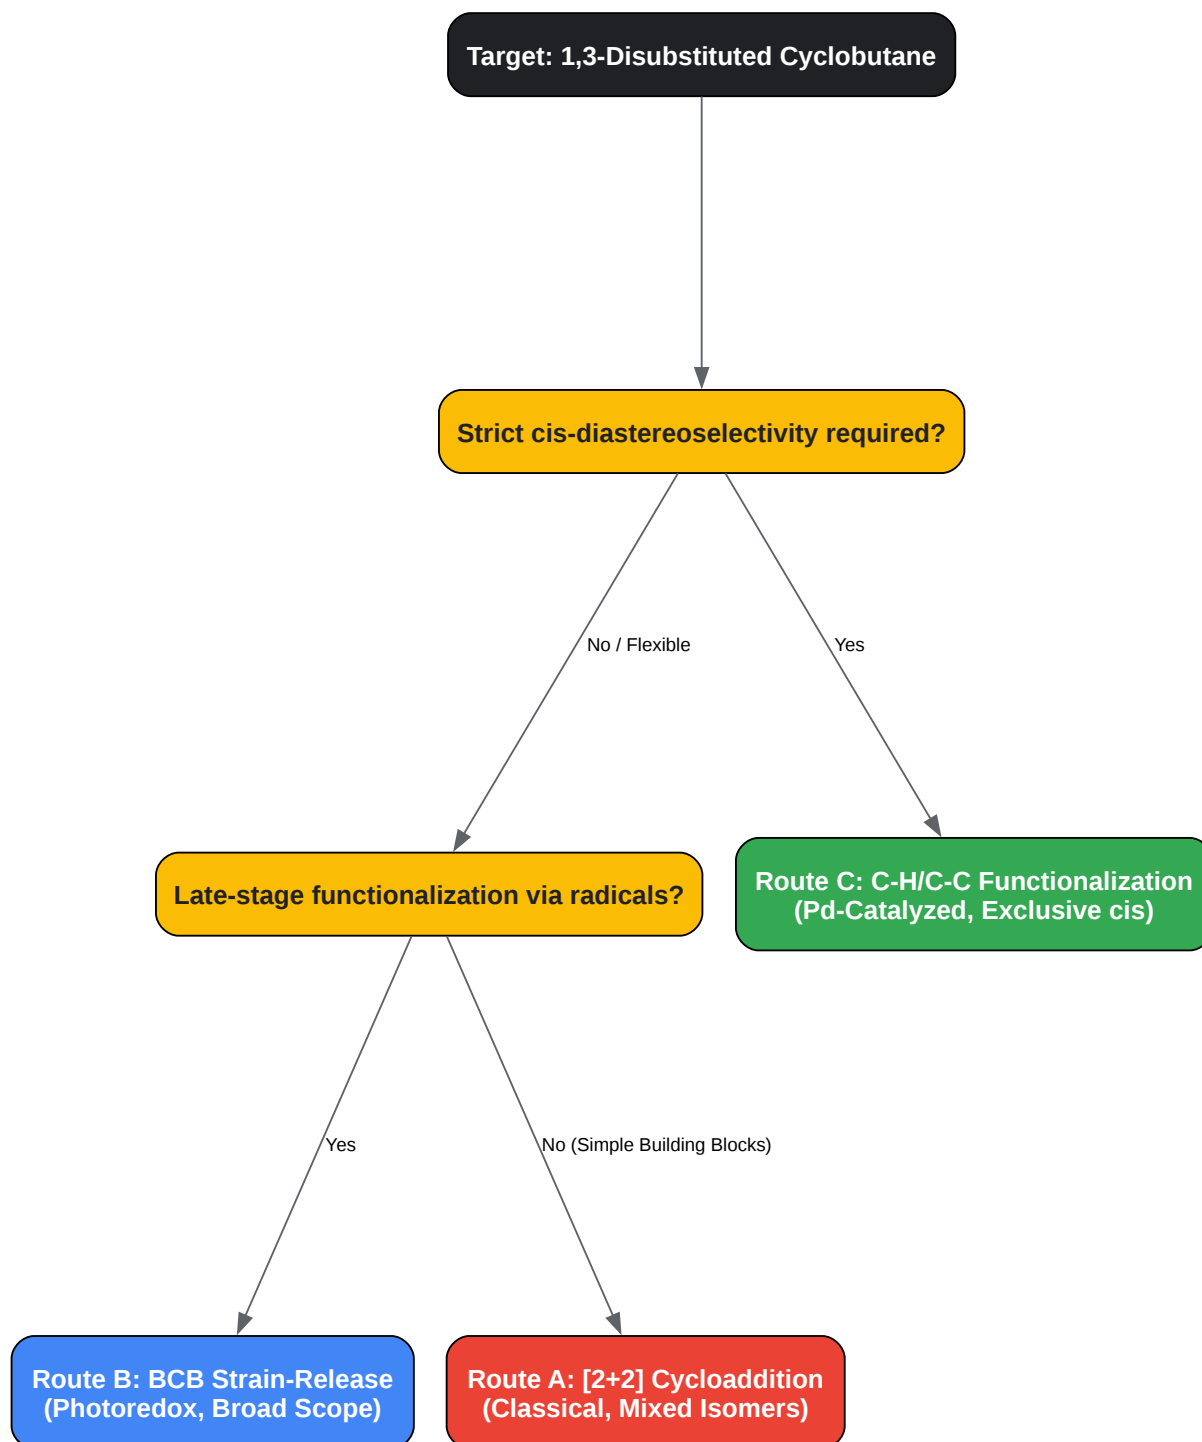 Target: 1,3-Disubstituted Cyclobutane
Strict cis-diastereoselectivity required?
No / Flexible
Yes
Late-stage functionalization via radicals?
Route C: C-H/C-C Functionalization
(Pd-Catalyzed, Exclusive cis)
Yes
No (Simple Building Blocks)
Route B: BCB Strain-Release
(Photoredox, Broad Scope)
Route A: [2+2] Cycloaddition
(Classical, Mixed Isomers)